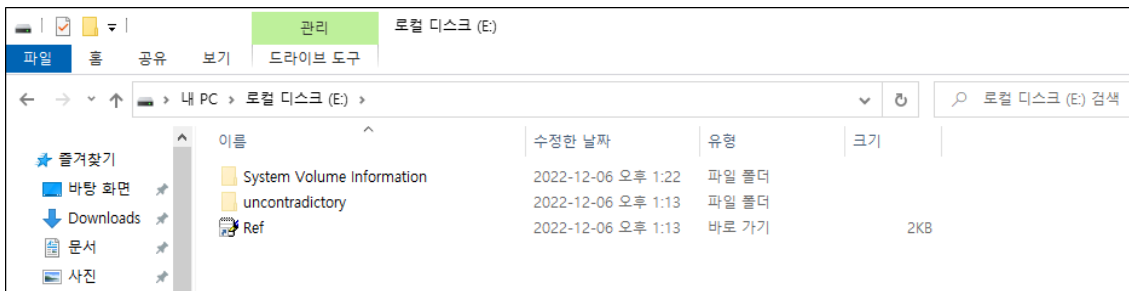 관리 로컬 디스크 (E:)
파일 홈 공유 보기 드라이브 도구
내 PC 로컬 디스크 (E:) 로컬 디스크 (E:) 검색
이름 수정한 날짜 유형 크기
즐겨찾기
바탕 화면
Downloads
문서
사진
System Volume Information 2022-12-06 오후 1:22 파일 폴더
uncontradictory 2022-12-06 오후 1:13 파일 폴더
Ref 2022-12-06 오후 1:13 바로 가기 2KB